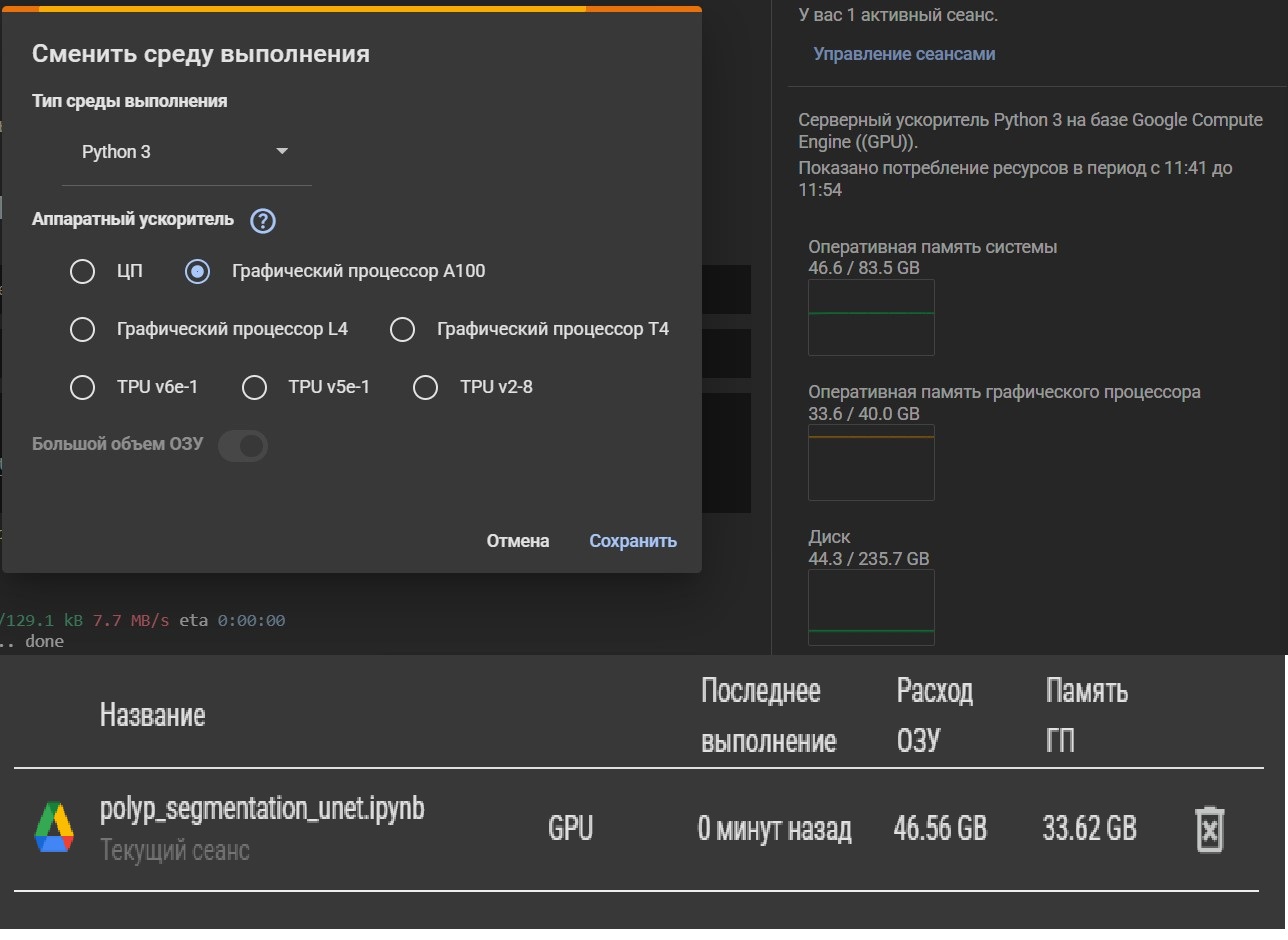 Сменить среду выполнения
Тип среды выполнения
Python 3
Аппаратный ускоритель
?
ЦП
Графический процессор A100
Графический процессор L4
Графический процессор T4
TPU v6e-1
TPU v5e-1
TPU v2-8
Большой объем ОЗУ
Отмена
Сохранить
/129.1 kB 7.7 MB/s eta 0:00:00
.. done
У вас 1 активный сеанс.
Управление сеансами
Серверный ускоритель Python 3 на базе Google Compute
Engine ((GPU)).
Показано потребление ресурсов в период с 11:41 до
11:54
Оперативная память системы
46.6 / 83.5 GB
Оперативная память графического процессора
33.6 / 40.0 GB
Диск
44.3 / 235.7 GB
Название
Последнее
выполнение
Расход
ОЗУ
Память
ГП
polyp_segmentation_unet.ipynb
Текущий сеанс
GPU
0 минут назад
46.56 GB
33.62 GB